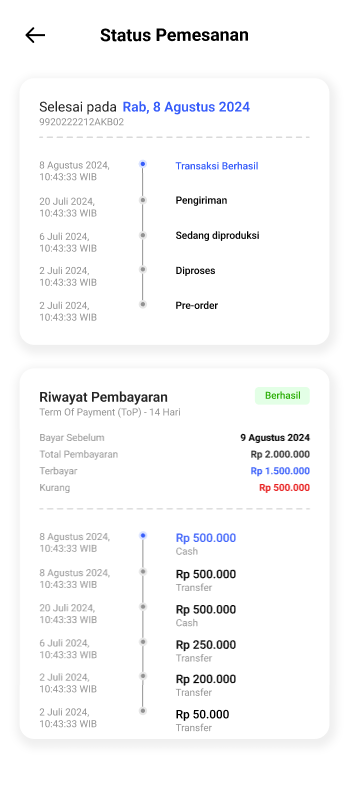 Status Pemesanan
Selesai pada Rab, 8 Agustus 2024
9920222212AKB02
8 Agustus 2024,
10:43:33 WIB
Transaksi Berhasil
20 Juli 2024,
10:43:33 WIB
Pengiriman
6 Juli 2024,
10:43:33 WIB
Sedang diproduksi
2 Juli 2024,
10:43:33 WIB
Diproses
2 Juli 2024,
10:43:33 WIB
Pre-order
Riwayat Pembayaran
Berhasil
Term Of Payment (ToP) - 14 Hari
Bayar Sebelum 9 Agustus 2024
Total Pembayaran Rp 2.000.000
Terbayar Rp 1.500.000
Kurang Rp 500.000
8 Agustus 2024,
10:43:33 WIB
Rp 500.000
Cash
8 Agustus 2024,
10:43:33 WIB
Rp 500.000
Transfer
20 Juli 2024,
10:43:33 WIB
Rp 500.000
Cash
6 Juli 2024,
10:43:33 WIB
Rp 250.000
Transfer
2 Juli 2024,
10:43:33 WIB
Rp 200.000
Transfer
2 Juli 2024,
10:43:33 WIB
Rp 50.000
Transfer